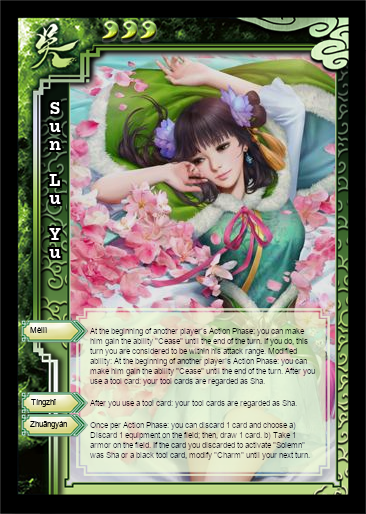 吳
Sun Lu Yu
Meili
At the beginning of another player's Action Phase: you can make
him gain the ability "Cease" until the end of the turn. If you do, this
turn you are considered to be within his attack range. Modified
ability: At the beginning of another player's Action Phase: you can
make him gain the ability "Cease" until the end of the turn. After you
use a tool card: your tool cards are regarded as Sha.
Tíngzhǐ
After you use a tool card: your tool cards are regarded as Sha.
Zhuāngyán
Once per Action Phase: you can discard 1 card and choose a)
Discard 1 equipment on the field; then, draw 1 card. b) Take 1
armor on the field. If the card you discarded to activate "Solemn"
was Sha or a black tool card, modify "Charm" until your next turn.